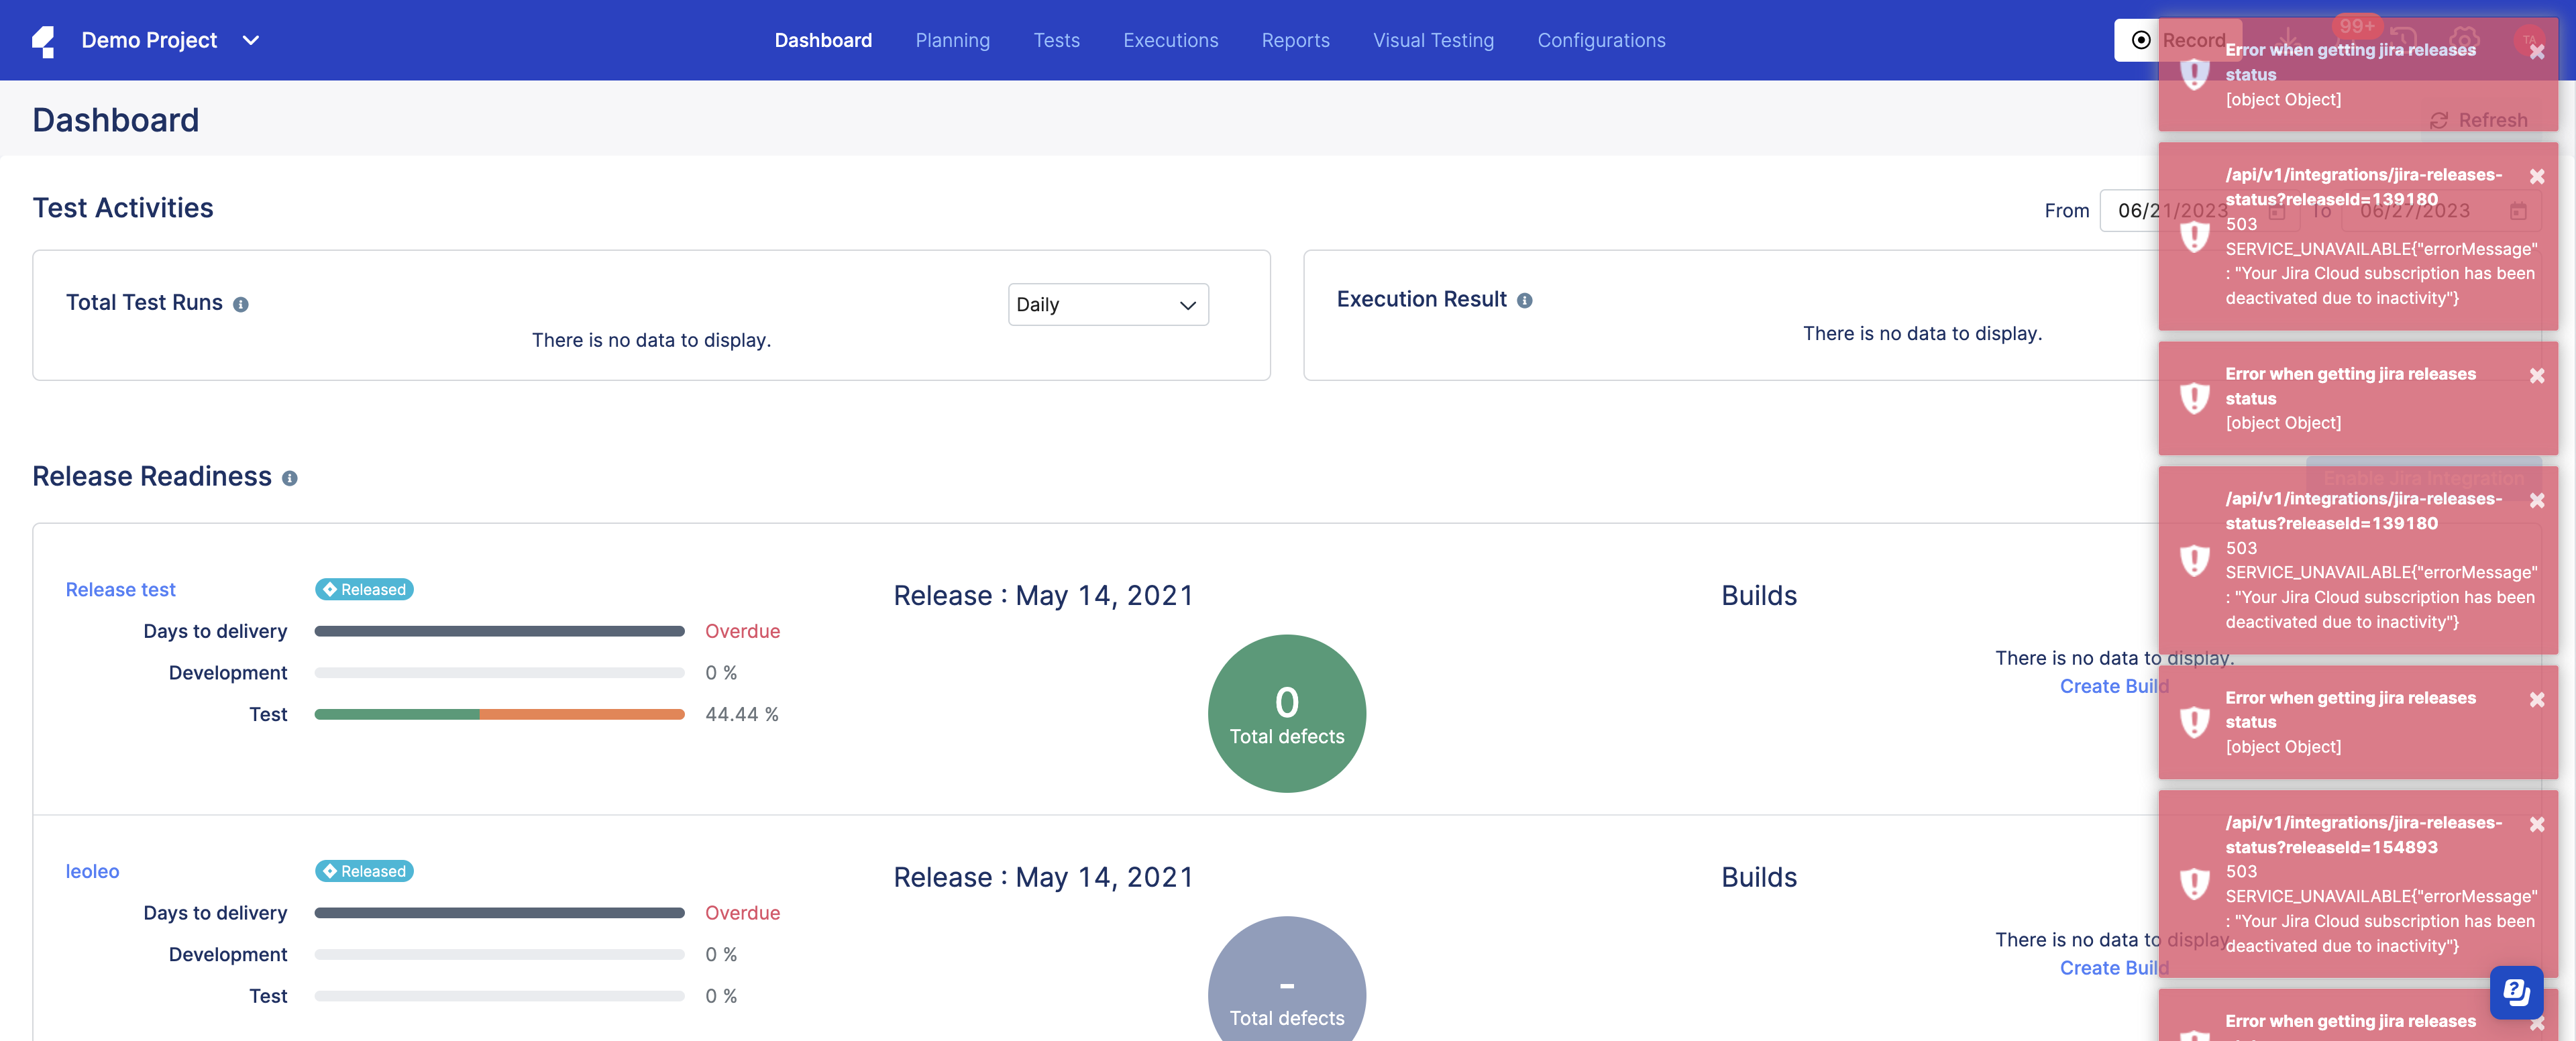 Demo Project
Dashboard
Planning
Tests
Executions
Reports
Visual Testing
Configurations
Record
99+
TA
Dashboard
Refresh
Test Activities
From
06/21/2023
To
06/27/2023
Total Test Runs
Daily
There is no data to display.
Execution Result
There is no data to display.
Release Readiness
Enable Jira Integration
Release test
Released
Days to delivery
Overdue
Development
0 %
Test
44.44 %
Release : May 14, 2021
0
Total defects
Builds
There is no data to display.
Create Build
leoleo
Released
Days to delivery
Overdue
Development
0 %
Test
0 %
Release : May 14, 2021
-
Total defects
Builds
There is no data to display.
Create Build
Error when getting jira releases
status
[object Object]
/api/v1/integrations/jira-releases-
status?releaseId=139180
503
SERVICE_UNAVAILABLE{"errorMessage"
: "Your Jira Cloud subscription has been
deactivated due to inactivity"}
Error when getting jira releases
status
[object Object]
/api/v1/integrations/jira-releases-
status?releaseId=139180
503
SERVICE_UNAVAILABLE{"errorMessage"
: "Your Jira Cloud subscription has been
deactivated due to inactivity"}
Error when getting jira releases
status
[object Object]
/api/v1/integrations/jira-releases-
status?releaseId=154893
503
SERVICE_UNAVAILABLE{"errorMessage"
: "Your Jira Cloud subscription has been
deactivated due to inactivity"}
Error when getting jira releases